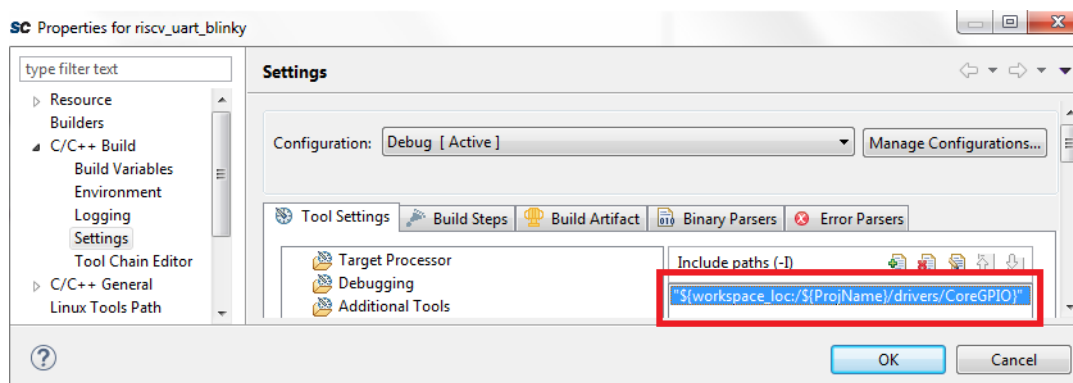 SC Properties for riscv_uart_blinky
type filter text
Resource
Builders
C/C++ Build
Build Variables
Environment
Logging
Settings
Tool Chain Editor
C/C++ General
Linux Tools Path
Settings
Configuration: Debug [ Active ] Manage Configurations...
Tool Settings Build Steps Build Artifact Binary Parsers Error Parsers
Target Processor
Debugging
Additional Tools
Include paths (-I)
"${workspace_loc:/${ProjName}/drivers/CoreGPIO}"
OK Cancel